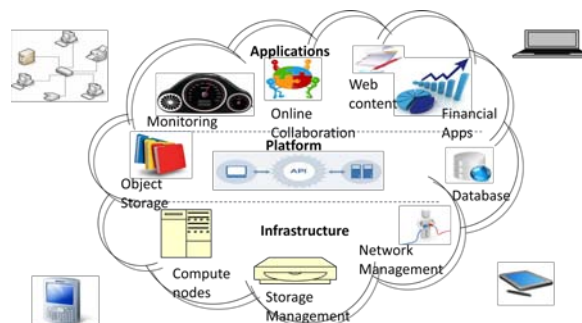 Applications
Monitoring
Online
Collaboration
Web
content
Financial
Apps
Platform
Object
Storage
API
Database
Infrastructure
Compute
nodes
Storage
Management
Network
Management